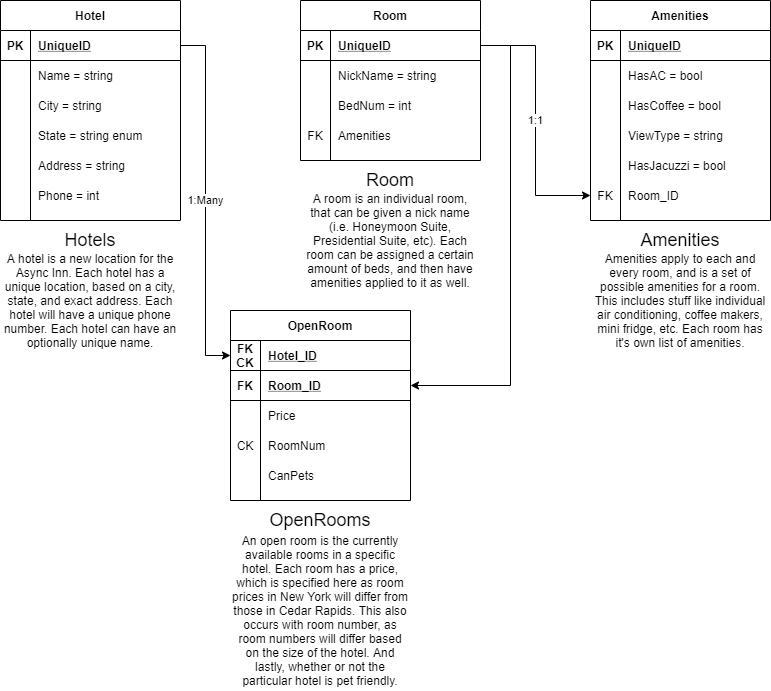 Hotel
PK UniqueID
Name = string
City = string
State = string enum
Address = string
Phone = int
Hotels
A hotel is a new location for the
Async Inn. Each hotel has a
unique location, based on a city,
state, and exact address. Each
hotel will have a unique phone
number. Each hotel can have an
optionally unique name.
1:Many
Room
PK UniqueID
NickName = string
BedNum = int
FK Amenities
Room
A room is an individual room,
that can be given a nick name
(i.e. Honeymoon Suite,
Presidential Suite, etc). Each
room can be assigned a certain
amount of beds, and then have
amenities applied to it as well.
1:1
Amenities
PK UniqueID
HasAC = bool
HasCoffee = bool
ViewType = string
HasJacuzzi = bool
FK Room_ID
Amenities
Amenities apply to each and
every room, and is a set of
possible amenities for a room.
This includes stuff like individual
air conditioning, coffee makers,
mini fridge, etc. Each room has
it's own list of amenities.
OpenRoom
FK
CK Hotel_ID
FK Room_ID
Price
CK RoomNum
CanPets
OpenRooms
An open room is the currently
available rooms in a specific
hotel. Each room has a price,
which is specified here as room
prices in New York will differ from
those in Cedar Rapids. This also
occurs with room number, as
room numbers will differ based
on the size of the hotel. And
lastly, whether or not the
particular hotel is pet friendly.